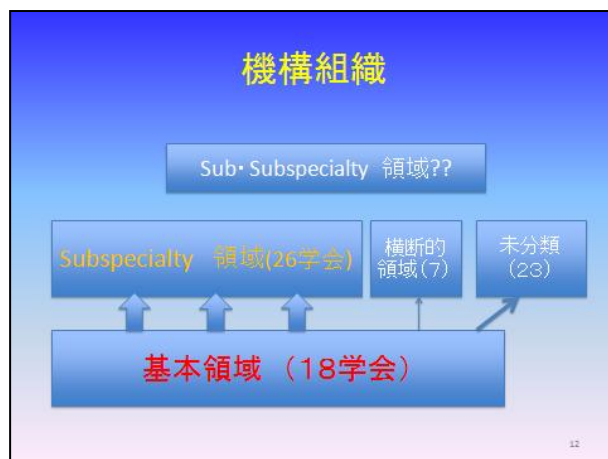 機構組織
Sub・Subspecialty 領域??
Subspecialty 領域(26学会)
横断的
領域(7)
未分類
(23)
基本領域 (18学会)
12